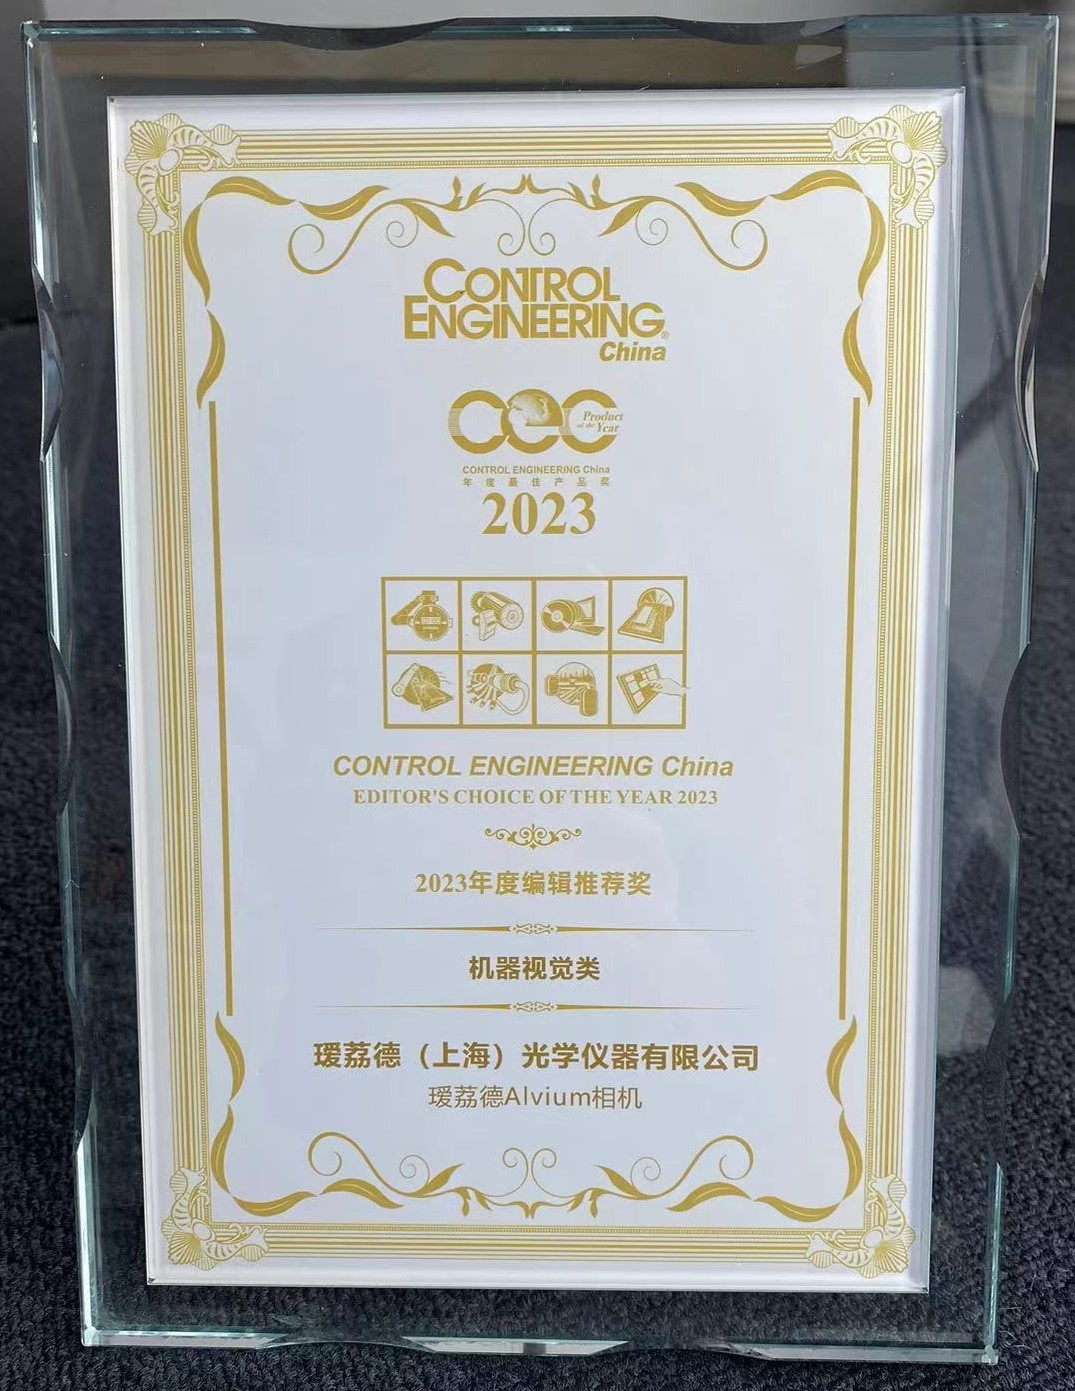 CONTROL
ENGINEERING®
China
CEC
Product
of the Year
CONTROL ENGINEERING China
年度最佳产品奖
2023
CONTROL ENGINEERING China
EDITOR'S CHOICE OF THE YEAR 2023
2023年度编辑推荐奖
机器视觉类
瑷荔德（上海）光学仪器有限公司
瑷荔德Alvium相机